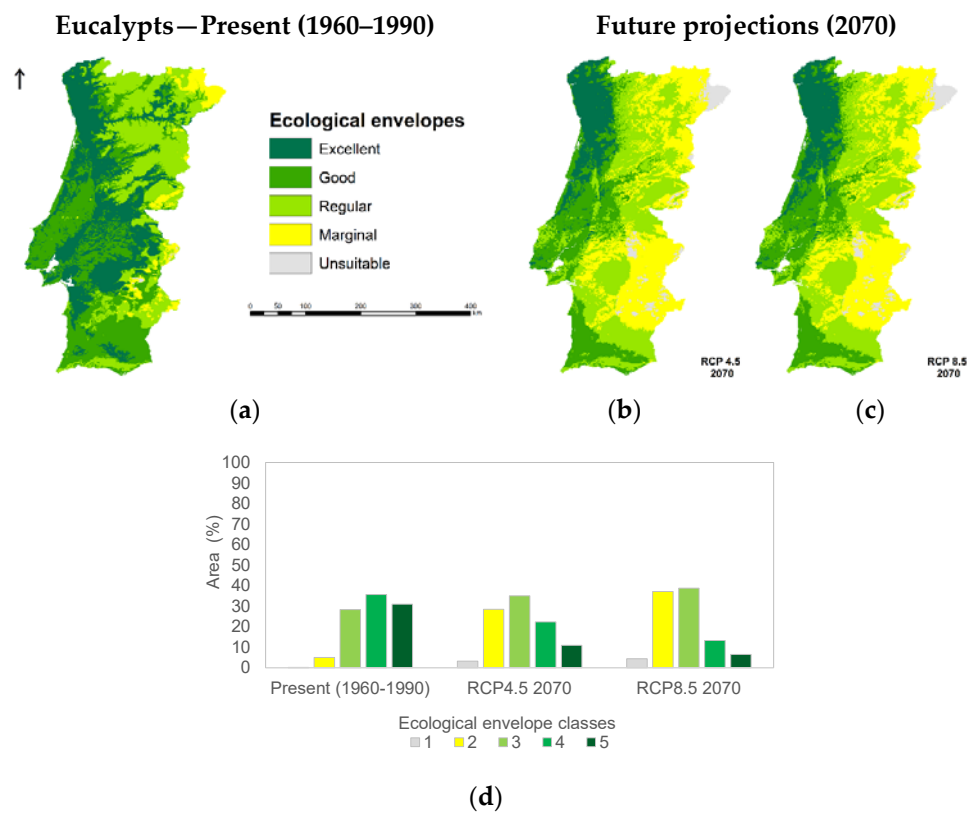 Eucalypts—Present (1960–1990)
Future projections (2070)
Ecological envelopes
Excellent
Good
Regular
Marginal
Unsuitable
0 25 50 100 200 300 400
km
RCP 4.5
2070
RCP 8.5
2070
(a)
(b)
(c)
100
90
80
70
60
50
40
30
20
10
0
Area (%)
Present (1960-1990)
RCP4.5 2070
RCP8.5 2070
Ecological envelope classes
1 2 3 4 5
(d)